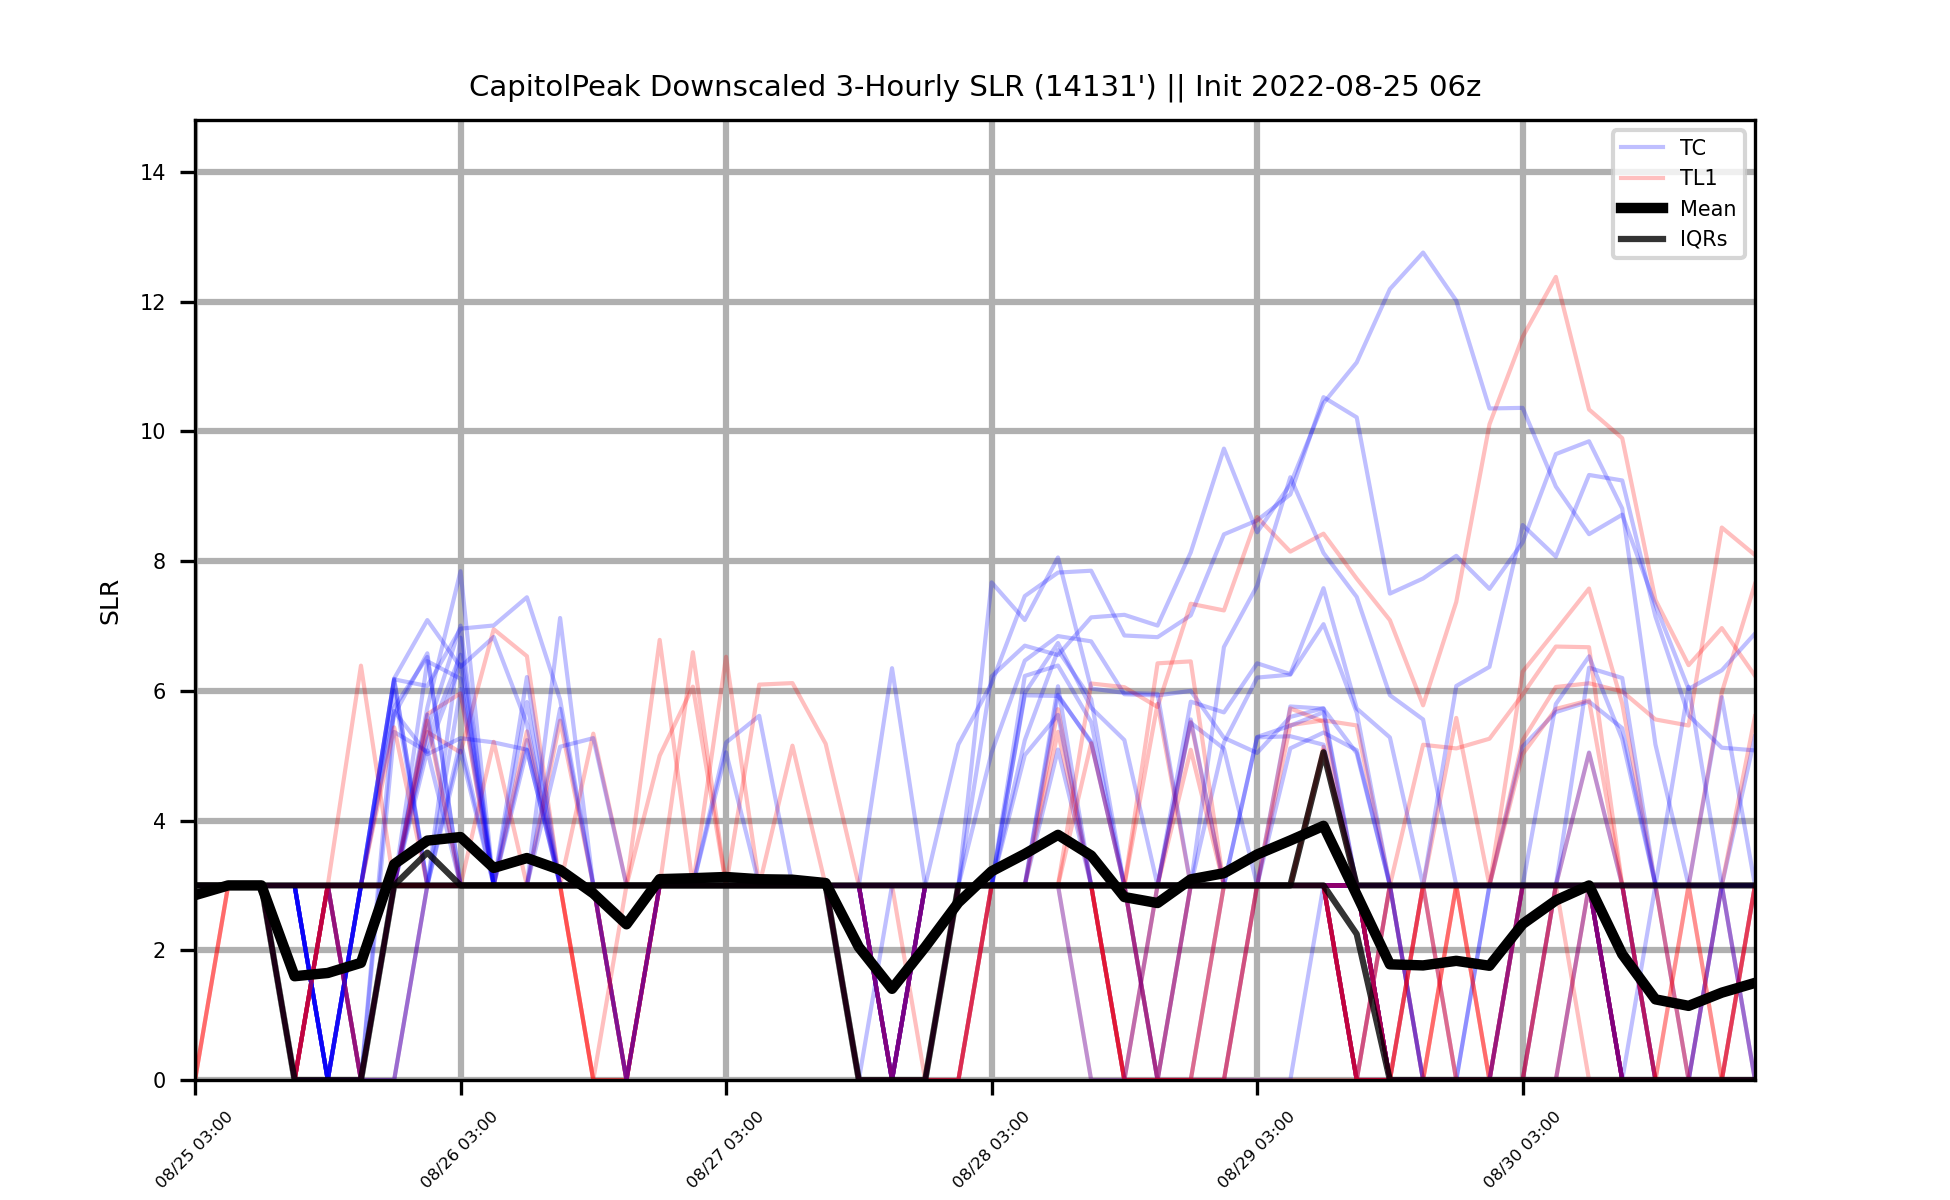 CapitolPeak Downscaled 3-Hourly SLR (14131') || Init 2022-08-25 06z
TC
TL1
Mean
IQRs
SLR
14
12
10
8
6
4
2
0
08/25 03:00
08/26 03:00
08/27 03:00
08/28 03:00
08/29 03:00
08/30 03:00